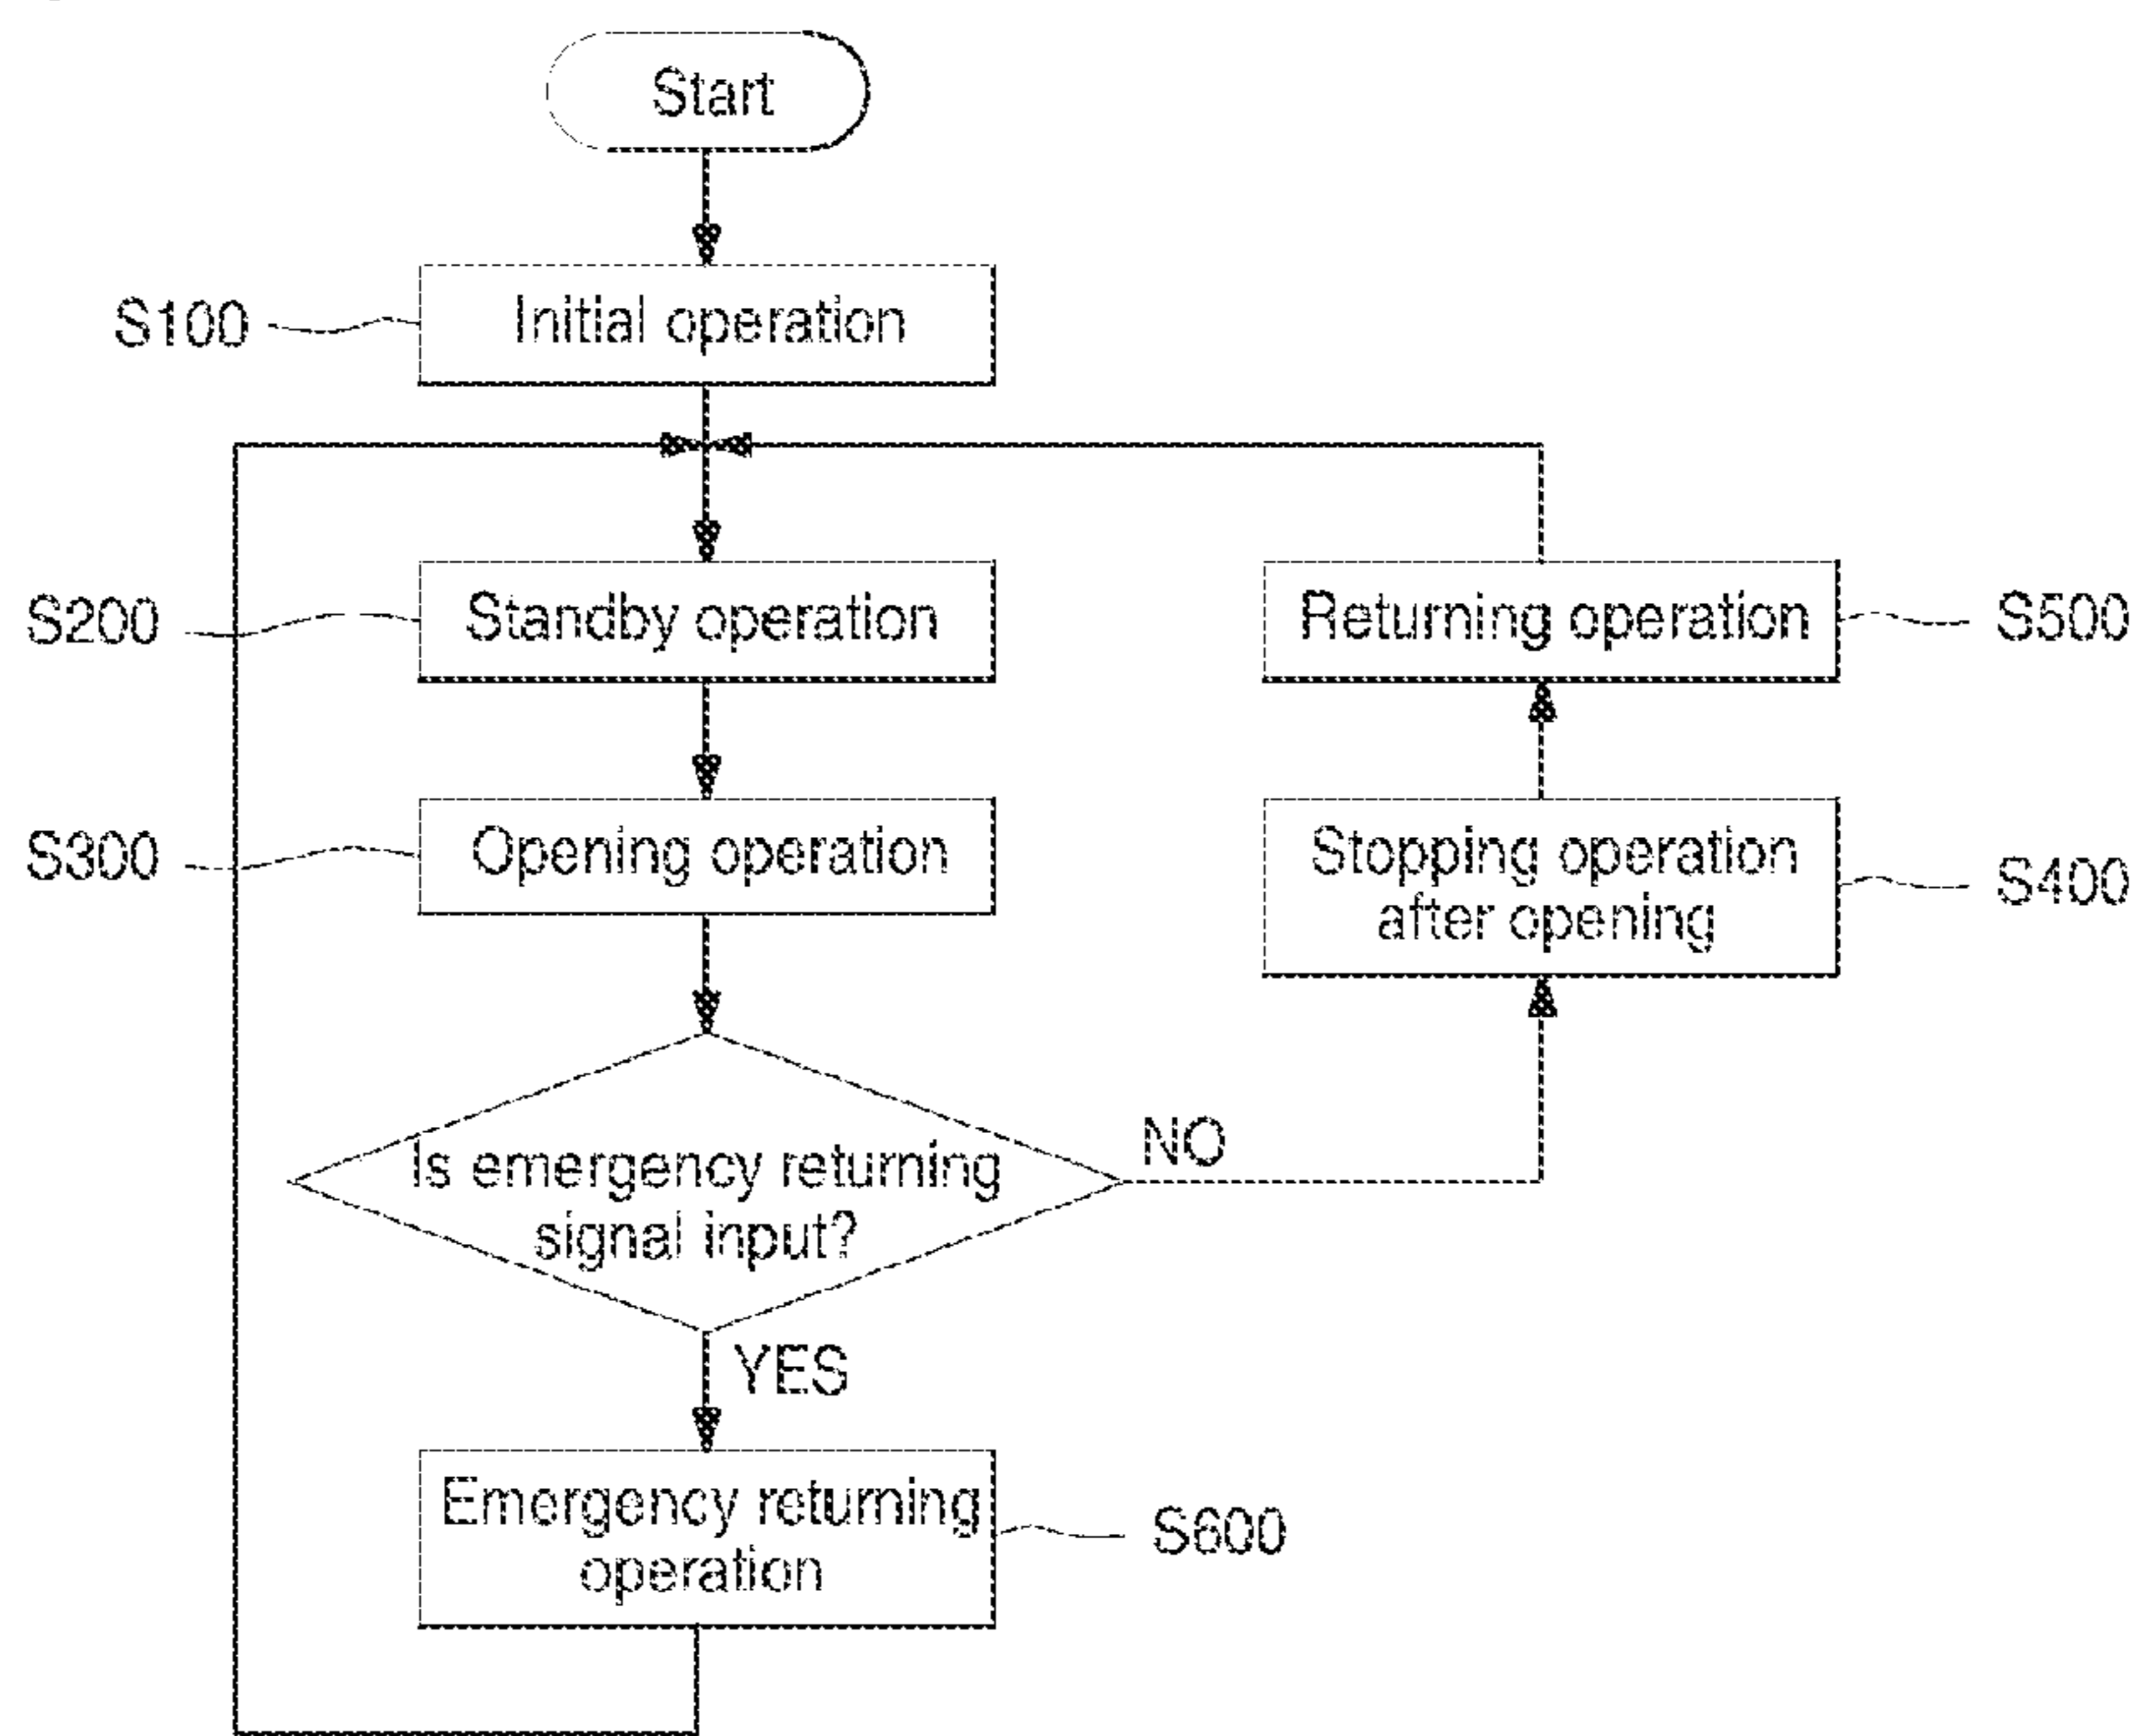 Start
S100
Initial operation
S200
Standby operation
Returning operation
S500
S300
Opening operation
Stopping operation
after opening
S400
Is emergency returning
signal input?
NO
YES
Emergency returning
operation
S600